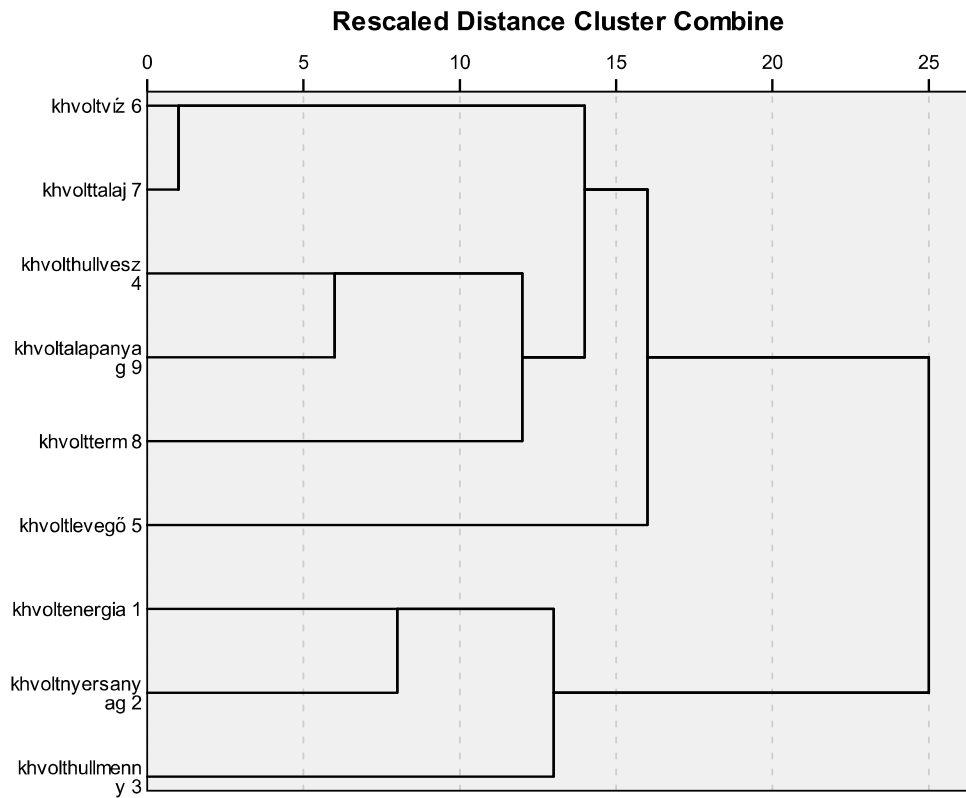 Rescaled Distance Cluster Combine
0 5 10 15 20 25
khvoltvíz 6
khvolttalaj 7
khvolthullvesz
4
khvoltalapanya
g 9
khvoltterm 8
khvoltlevegő 5
khvoltenergia 1
khvoltnyersany
ag 2
khvolthullmenn
y 3